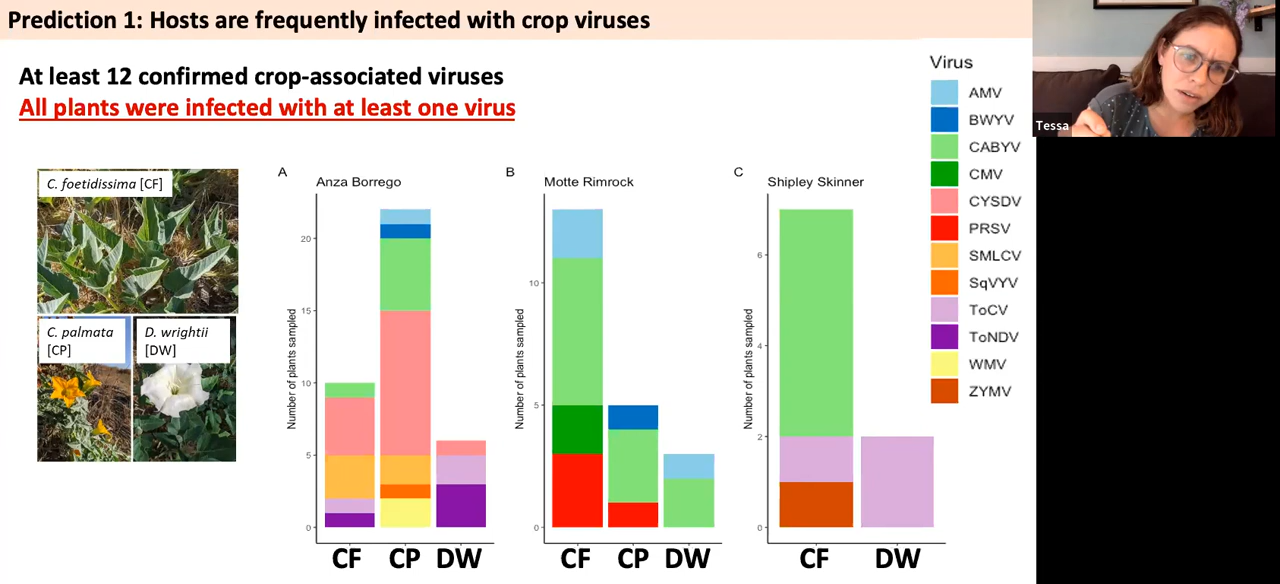 Prediction 1: Hosts are frequently infected with crop viruses
At least 12 confirmed crop-associated viruses
All plants were infected with at least one virus
Tessa
C. foetidissima [CF]
C. palmata
[CP]
D. wrightii
[DW]
A
Anza Borrego
Number of plants sampled
20
15
10
5
0
CF CP DW
B
Motte Rimrock
Number of plants sampled
10
5
0
CF CP DW
C
Shipley Skinner
Number of plants sampled
6
4
2
0
CF DW
Virus
AMV
BWYV
CABYV
CMV
CYSDV
PRSV
SMLCV
SqVYV
ToCV
ToNDV
WMV
ZYMV